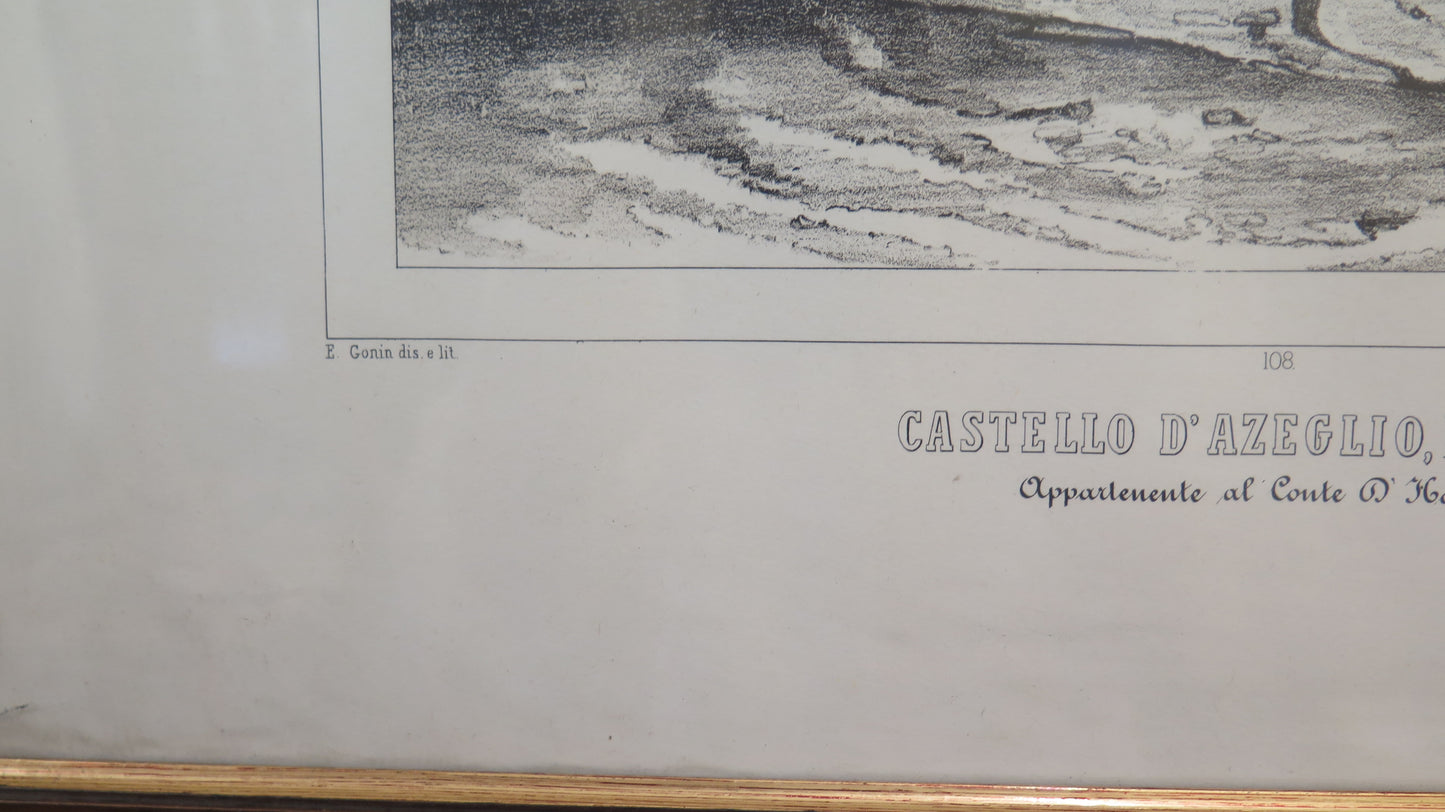 E. Gonin dis. e lit.
108.
CASTELLO D'AZEGLIO,
Appartenente al Conte D'